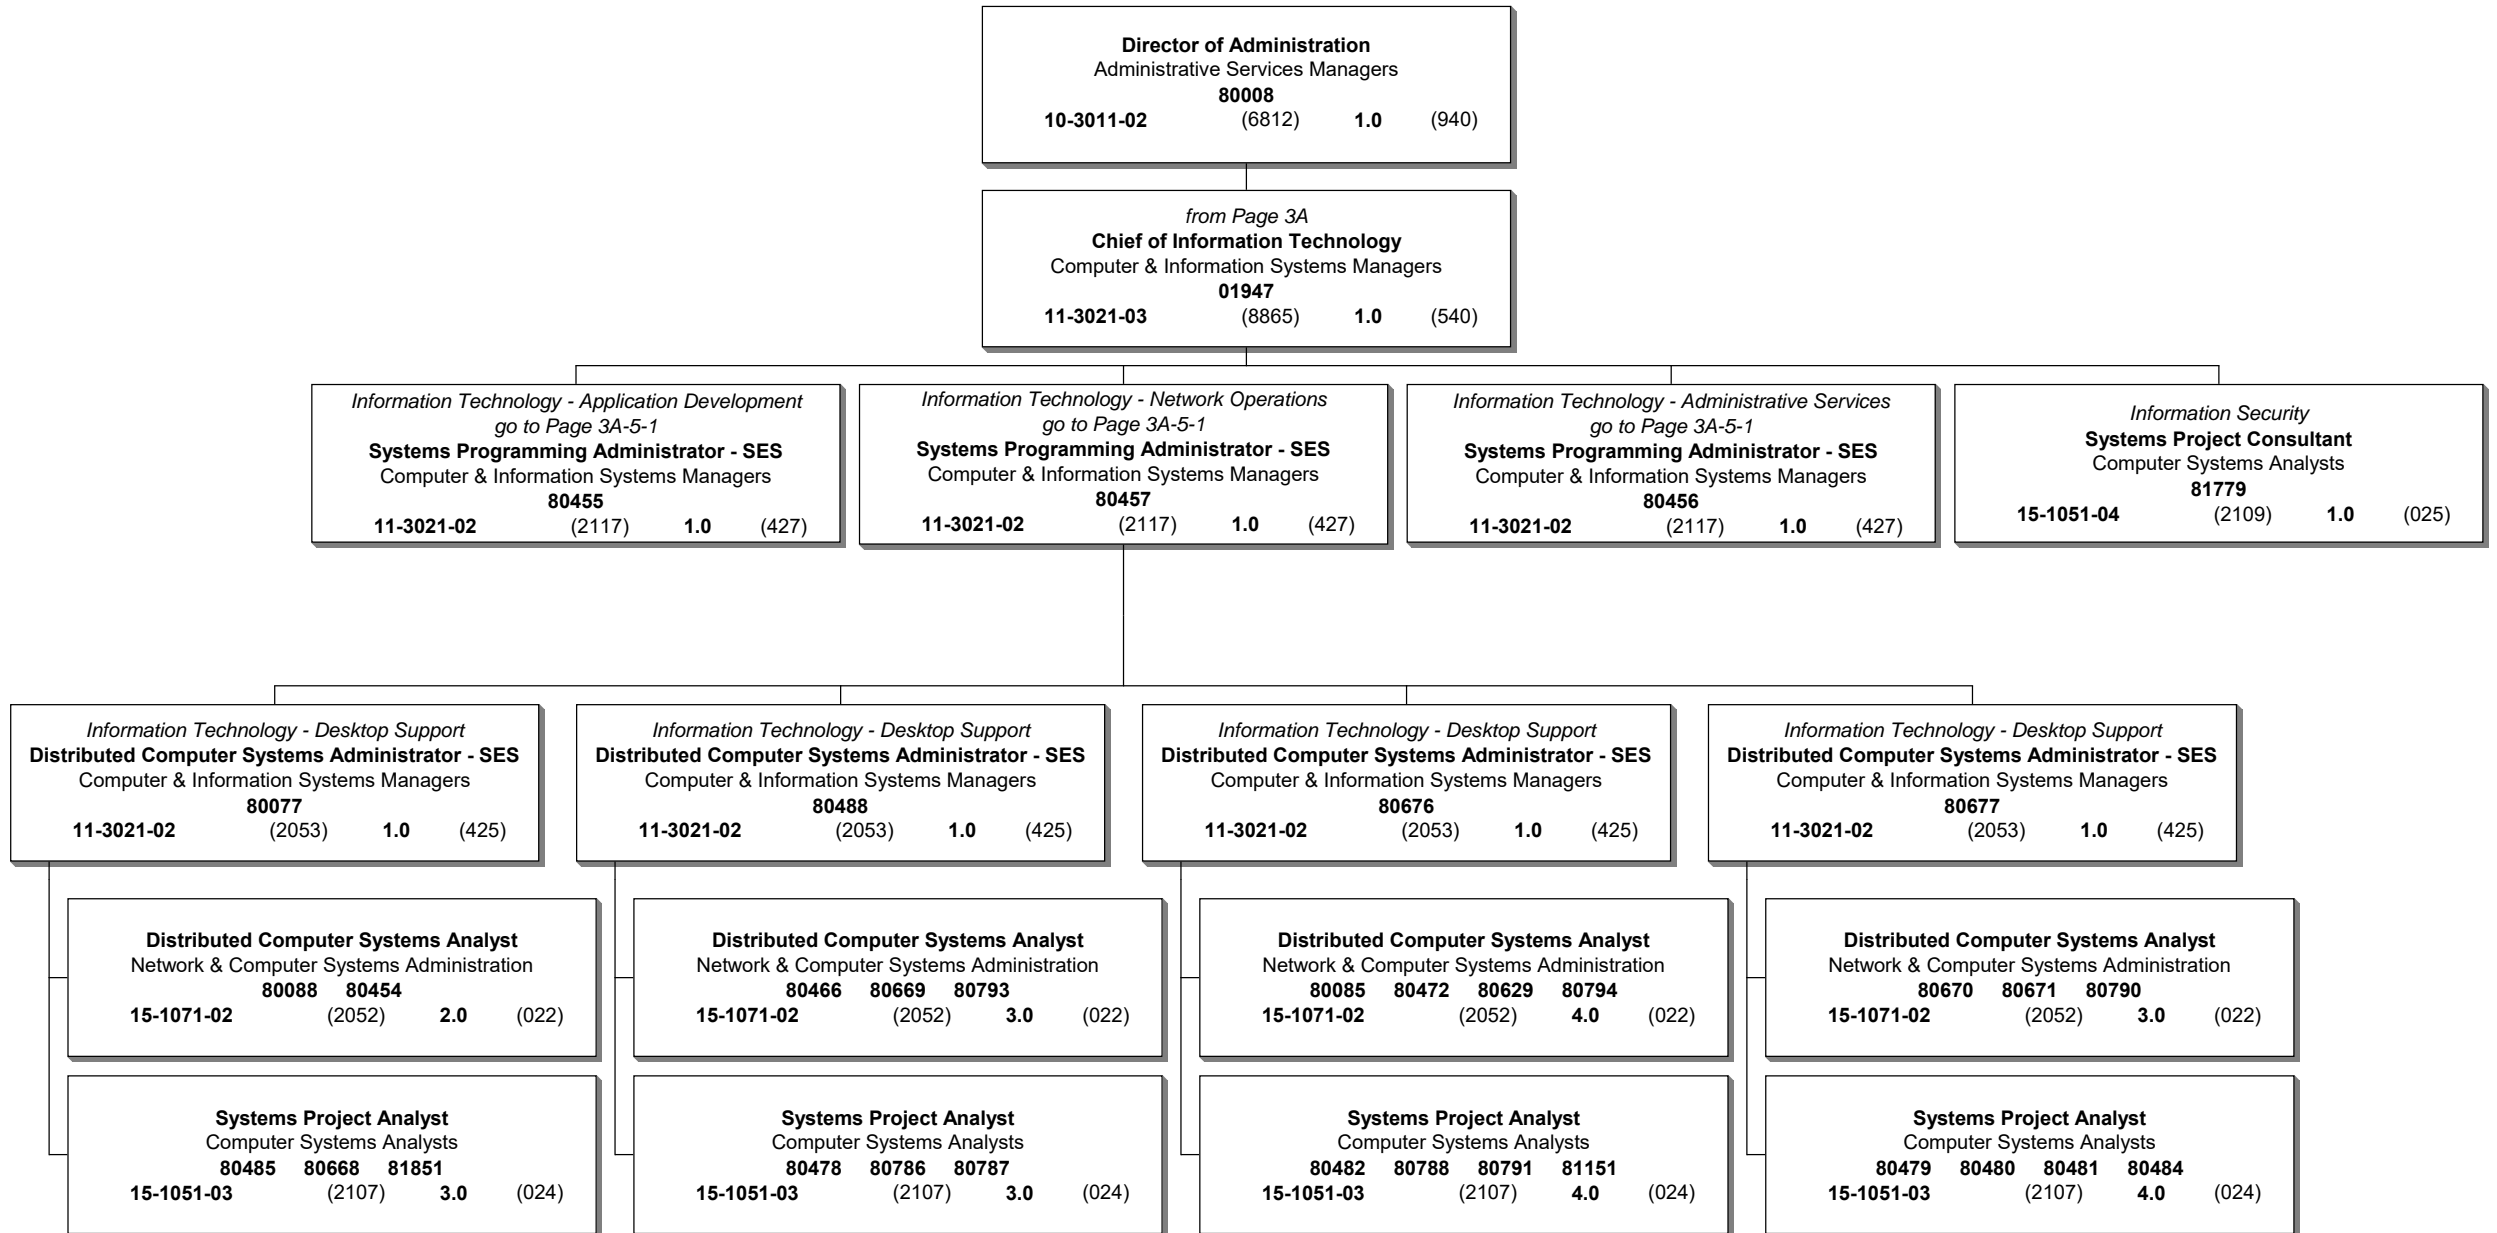 Director of Administration
Administrative Services Managers
80008
10-3011-02 (6812) 1.0 (940)
from Page 3A
Chief of Information Technology
Computer & Information Systems Managers
01947
11-3021-03 (8865) 1.0 (540)
Information Technology - Application Development
go to Page 3A-5-1
Systems Programming Administrator - SES
Computer & Information Systems Managers
80455
11-3021-02 (2117) 1.0 (427)
Information Technology - Network Operations
go to Page 3A-5-1
Systems Programming Administrator - SES
Computer & Information Systems Managers
80457
11-3021-02 (2117) 1.0 (427)
Information Technology - Administrative Services
go to Page 3A-5-1
Systems Programming Administrator - SES
Computer & Information Systems Managers
80456
11-3021-02 (2117) 1.0 (427)
Information Security
Systems Project Consultant
Computer Systems Analysts
81779
15-1051-04 (2109) 1.0 (025)
Information Technology - Desktop Support
Distributed Computer Systems Administrator - SES
Computer & Information Systems Managers
80077
11-3021-02 (2053) 1.0 (425)
Information Technology - Desktop Support
Distributed Computer Systems Administrator - SES
Computer & Information Systems Managers
80488
11-3021-02 (2053) 1.0 (425)
Information Technology - Desktop Support
Distributed Computer Systems Administrator - SES
Computer & Information Systems Managers
80676
11-3021-02 (2053) 1.0 (425)
Information Technology - Desktop Support
Distributed Computer Systems Administrator - SES
Computer & Information Systems Managers
80677
11-3021-02 (2053) 1.0 (425)
Distributed Computer Systems Analyst
Network & Computer Systems Administration
80088 80454
15-1071-02 (2052) 2.0 (022)
Distributed Computer Systems Analyst
Network & Computer Systems Administration
80466 80669 80793
15-1071-02 (2052) 3.0 (022)
Distributed Computer Systems Analyst
Network & Computer Systems Administration
80085 80472 80629 80794
15-1071-02 (2052) 4.0 (022)
Distributed Computer Systems Analyst
Network & Computer Systems Administration
80670 80671 80790
15-1071-02 (2052) 3.0 (022)
Systems Project Analyst
Computer Systems Analysts
80485 80668 81851
15-1051-03 (2107) 3.0 (024)
Systems Project Analyst
Computer Systems Analysts
80478 80786 80787
15-1051-03 (2107) 3.0 (024)
Systems Project Analyst
Computer Systems Analysts
80482 80788 80791 81151
15-1051-03 (2107) 4.0 (024)
Systems Project Analyst
Computer Systems Analysts
80479 80480 80481 80484
15-1051-03 (2107) 4.0 (024)